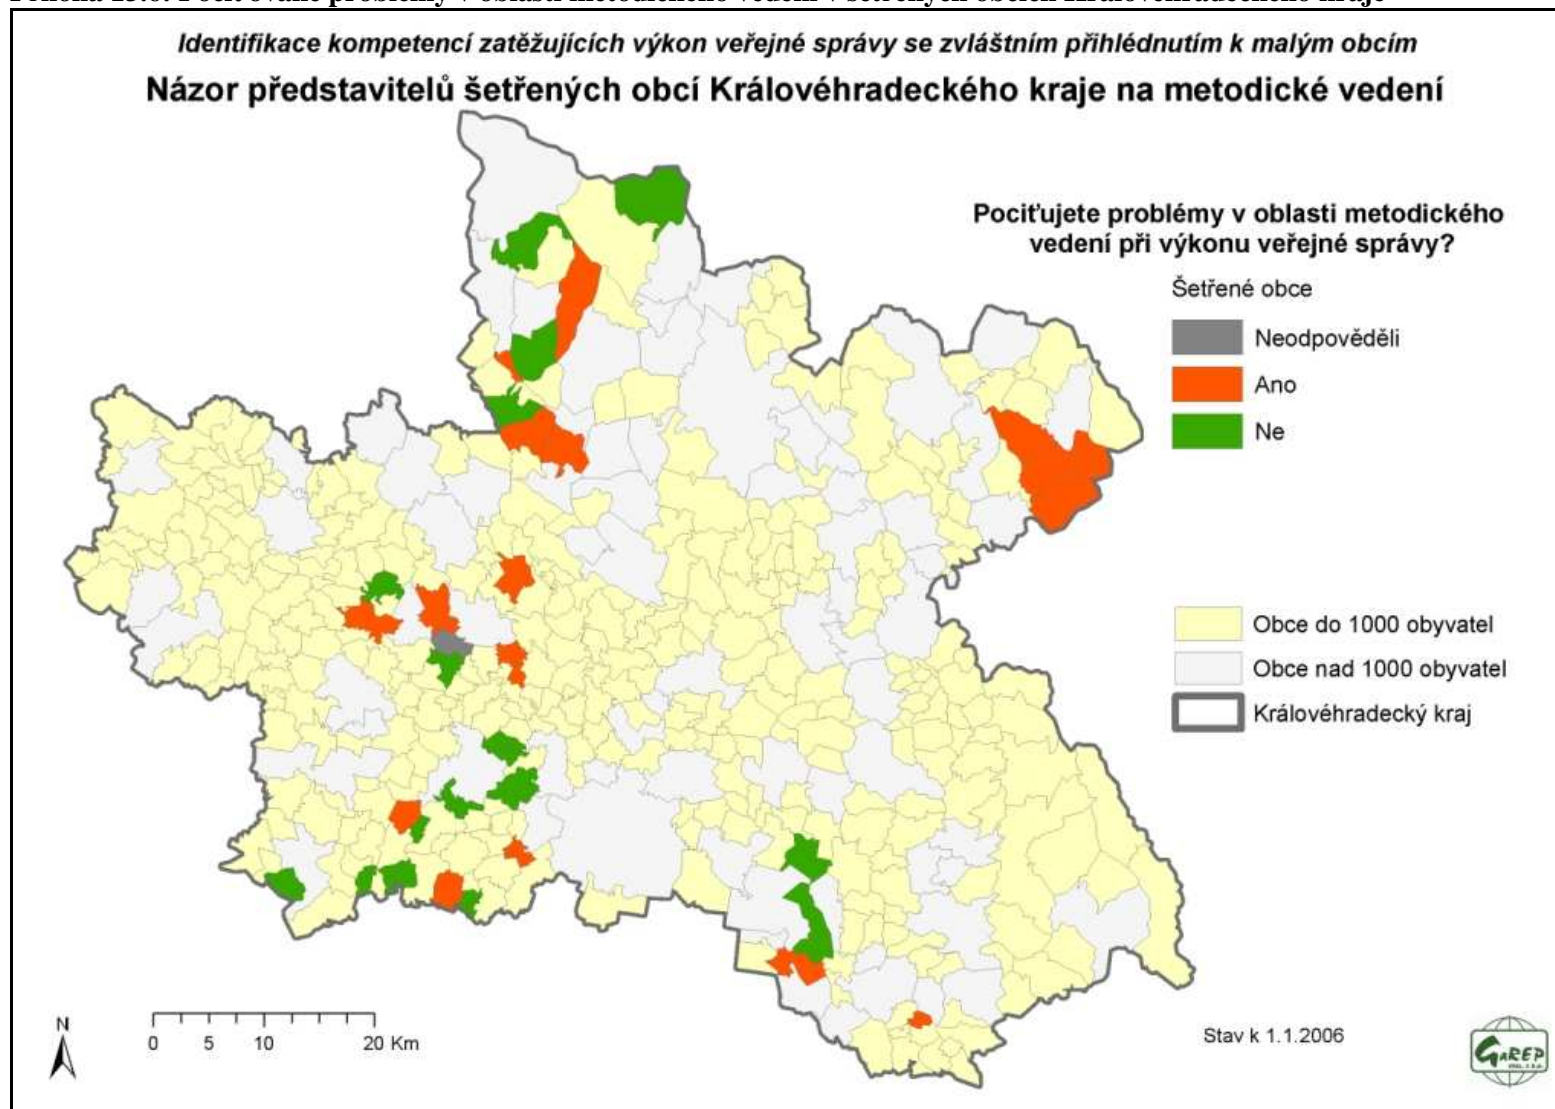 Identifikace kompetencí zatěžujících výkon veřejné správy se zvláštním přihlédnutím k malým obcím
Názor představitelů šetřených obcí Královéhradeckého kraje na metodické vedení
Pociťujete problémy v oblasti metodického
vedení při výkonu veřejné správy?
Šetřené obce
Neodpověděli
Ano
Ne
Obce do 1000 obyvatel
Obce nad 1000 obyvatel
Královéhradecký kraj
N
0 5 10 20 Km
Stav k 1.1.2006
GaREP